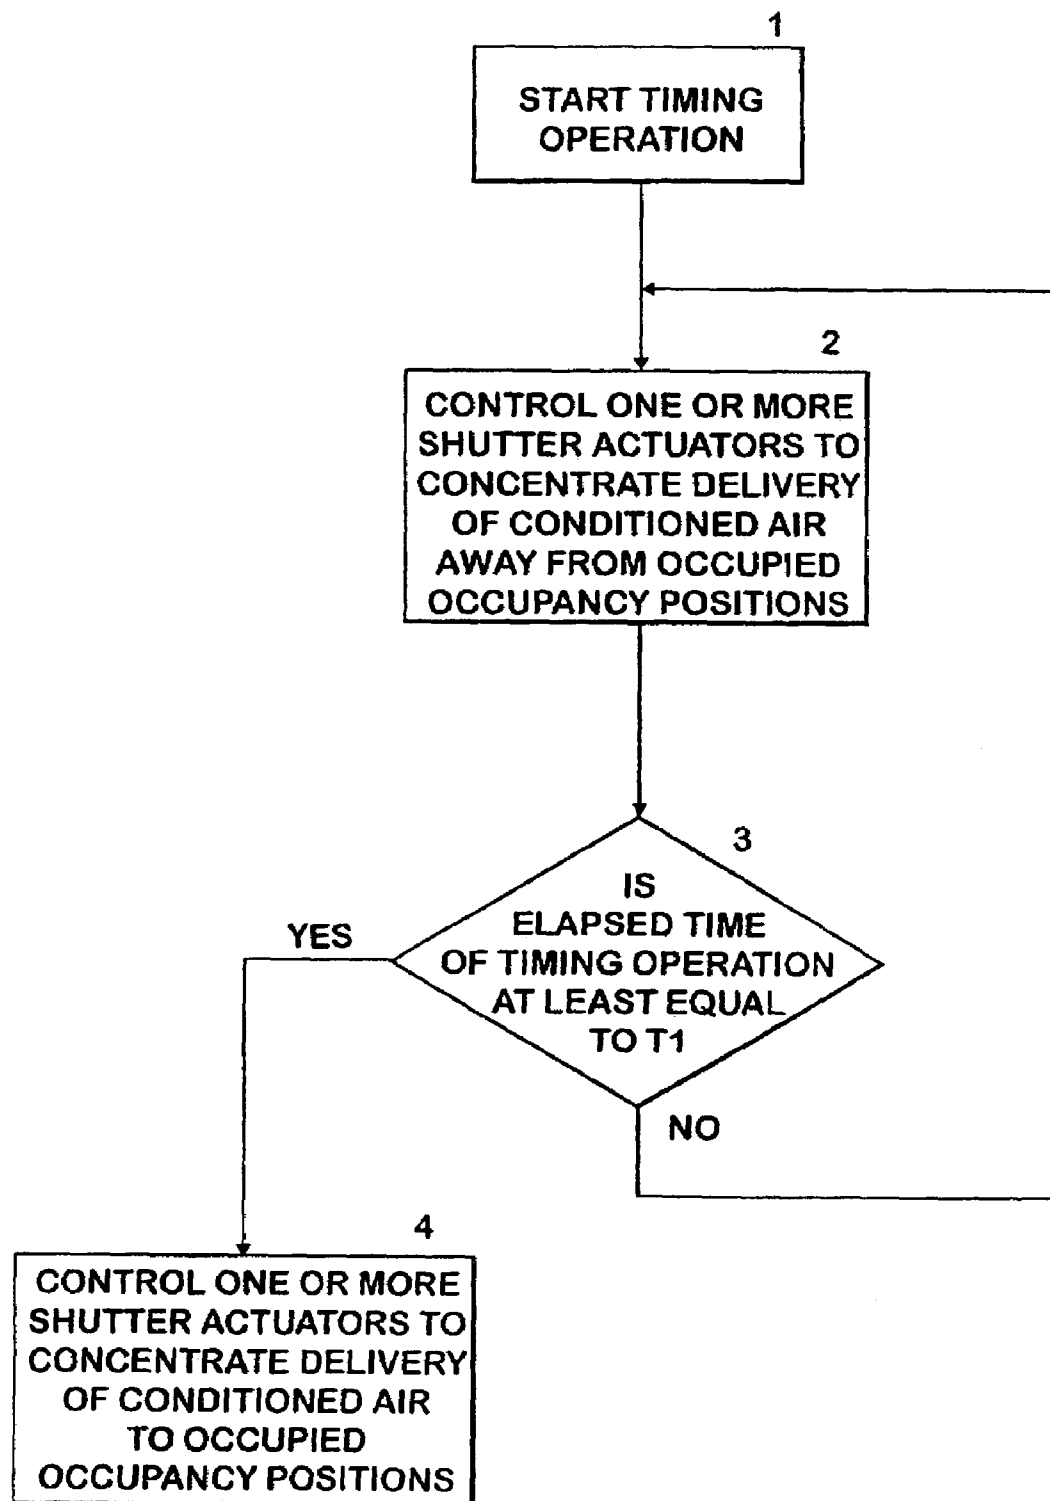 1
START TIMING
OPERATION
2
CONTROL ONE OR MORE
SHUTTER ACTUATORS TO
CONCENTRATE DELIVERY
OF CONDITIONED AIR
AWAY FROM OCCUPIED
OCCUPANCY POSITIONS
3
IS
ELAPSED TIME
OF TIMING OPERATION
AT LEAST EQUAL
TO T1
YES
NO
4
CONTROL ONE OR MORE
SHUTTER ACTUATORS TO
CONCENTRATE DELIVERY
OF CONDITIONED AIR
TO OCCUPIED
OCCUPANCY POSITIONS